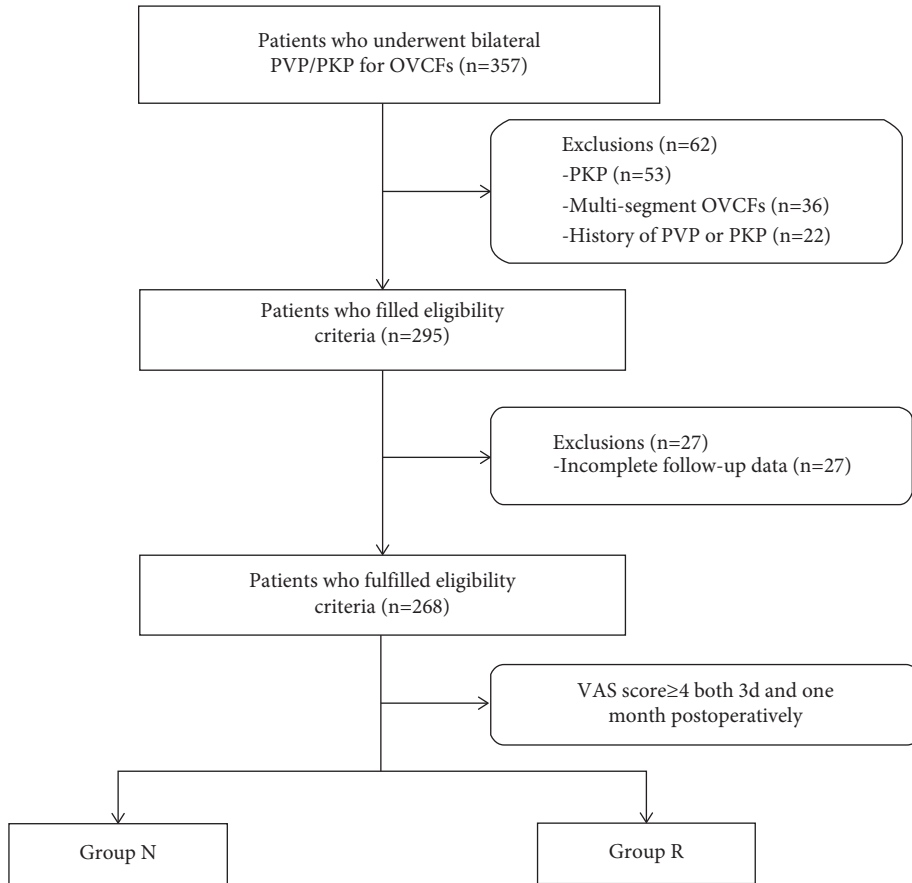 Patients who underwent bilateral
PVP/PKP for OVCFs (n=357)
Exclusions (n=62)
-PKP (n=53)
-Multi-segment OVCFs (n=36)
-History of PVP or PKP (n=22)
Patients who filled eligibility
criteria (n=295)
Exclusions (n=27)
-Incomplete follow-up data (n=27)
Patients who fulfilled eligibility
criteria (n=268)
VAS score≥4 both 3d and one
month postoperatively
Group N
Group R